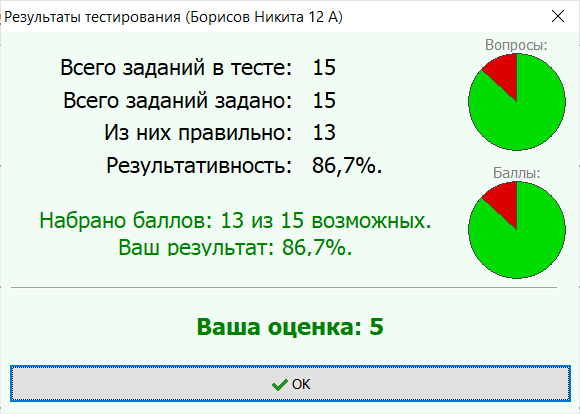 Результаты тестирования (Борисов Никита 12 А)
Вопросы:
Всего заданий в тесте: 15
Всего заданий задано: 15
Из них правильно: 13
Результативность: 86,7%.
Баллы:
Набрано баллов: 13 из 15 возможных.
Ваш результат: 86,7%.
Ваша оценка: 5
OK